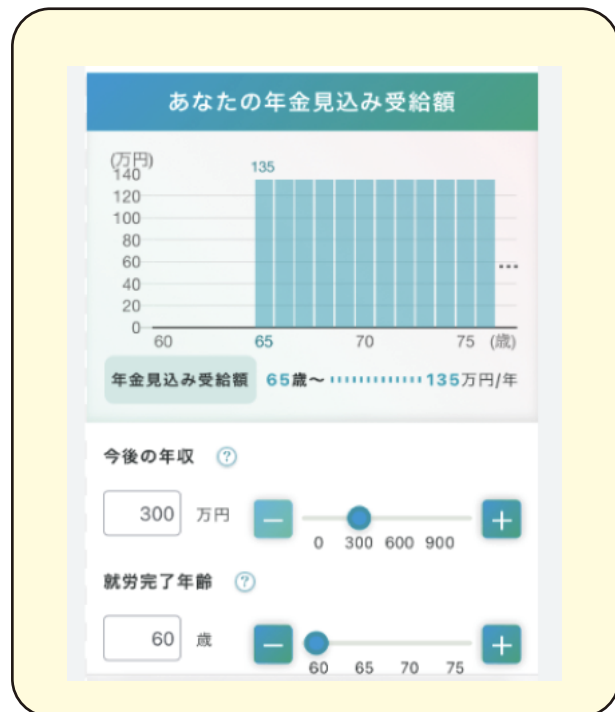 あなたの年金見込み受給額
(万円)
140
135
120
100
80
60
40
20
0
60 65 70 75 (歳)
…
年金見込み受給額 65歳〜 135万円/年
今後の年収 ?
300 万円 − +
0 300 600 900
就労完了年齢 ?
60 歳 − +
60 65 70 75